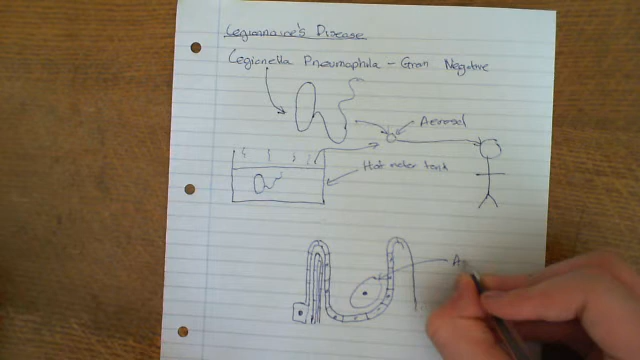 Legionnaire's Disease
Legionella Pneumophila - Gram Negative
Aerosol
Hot water tank
A